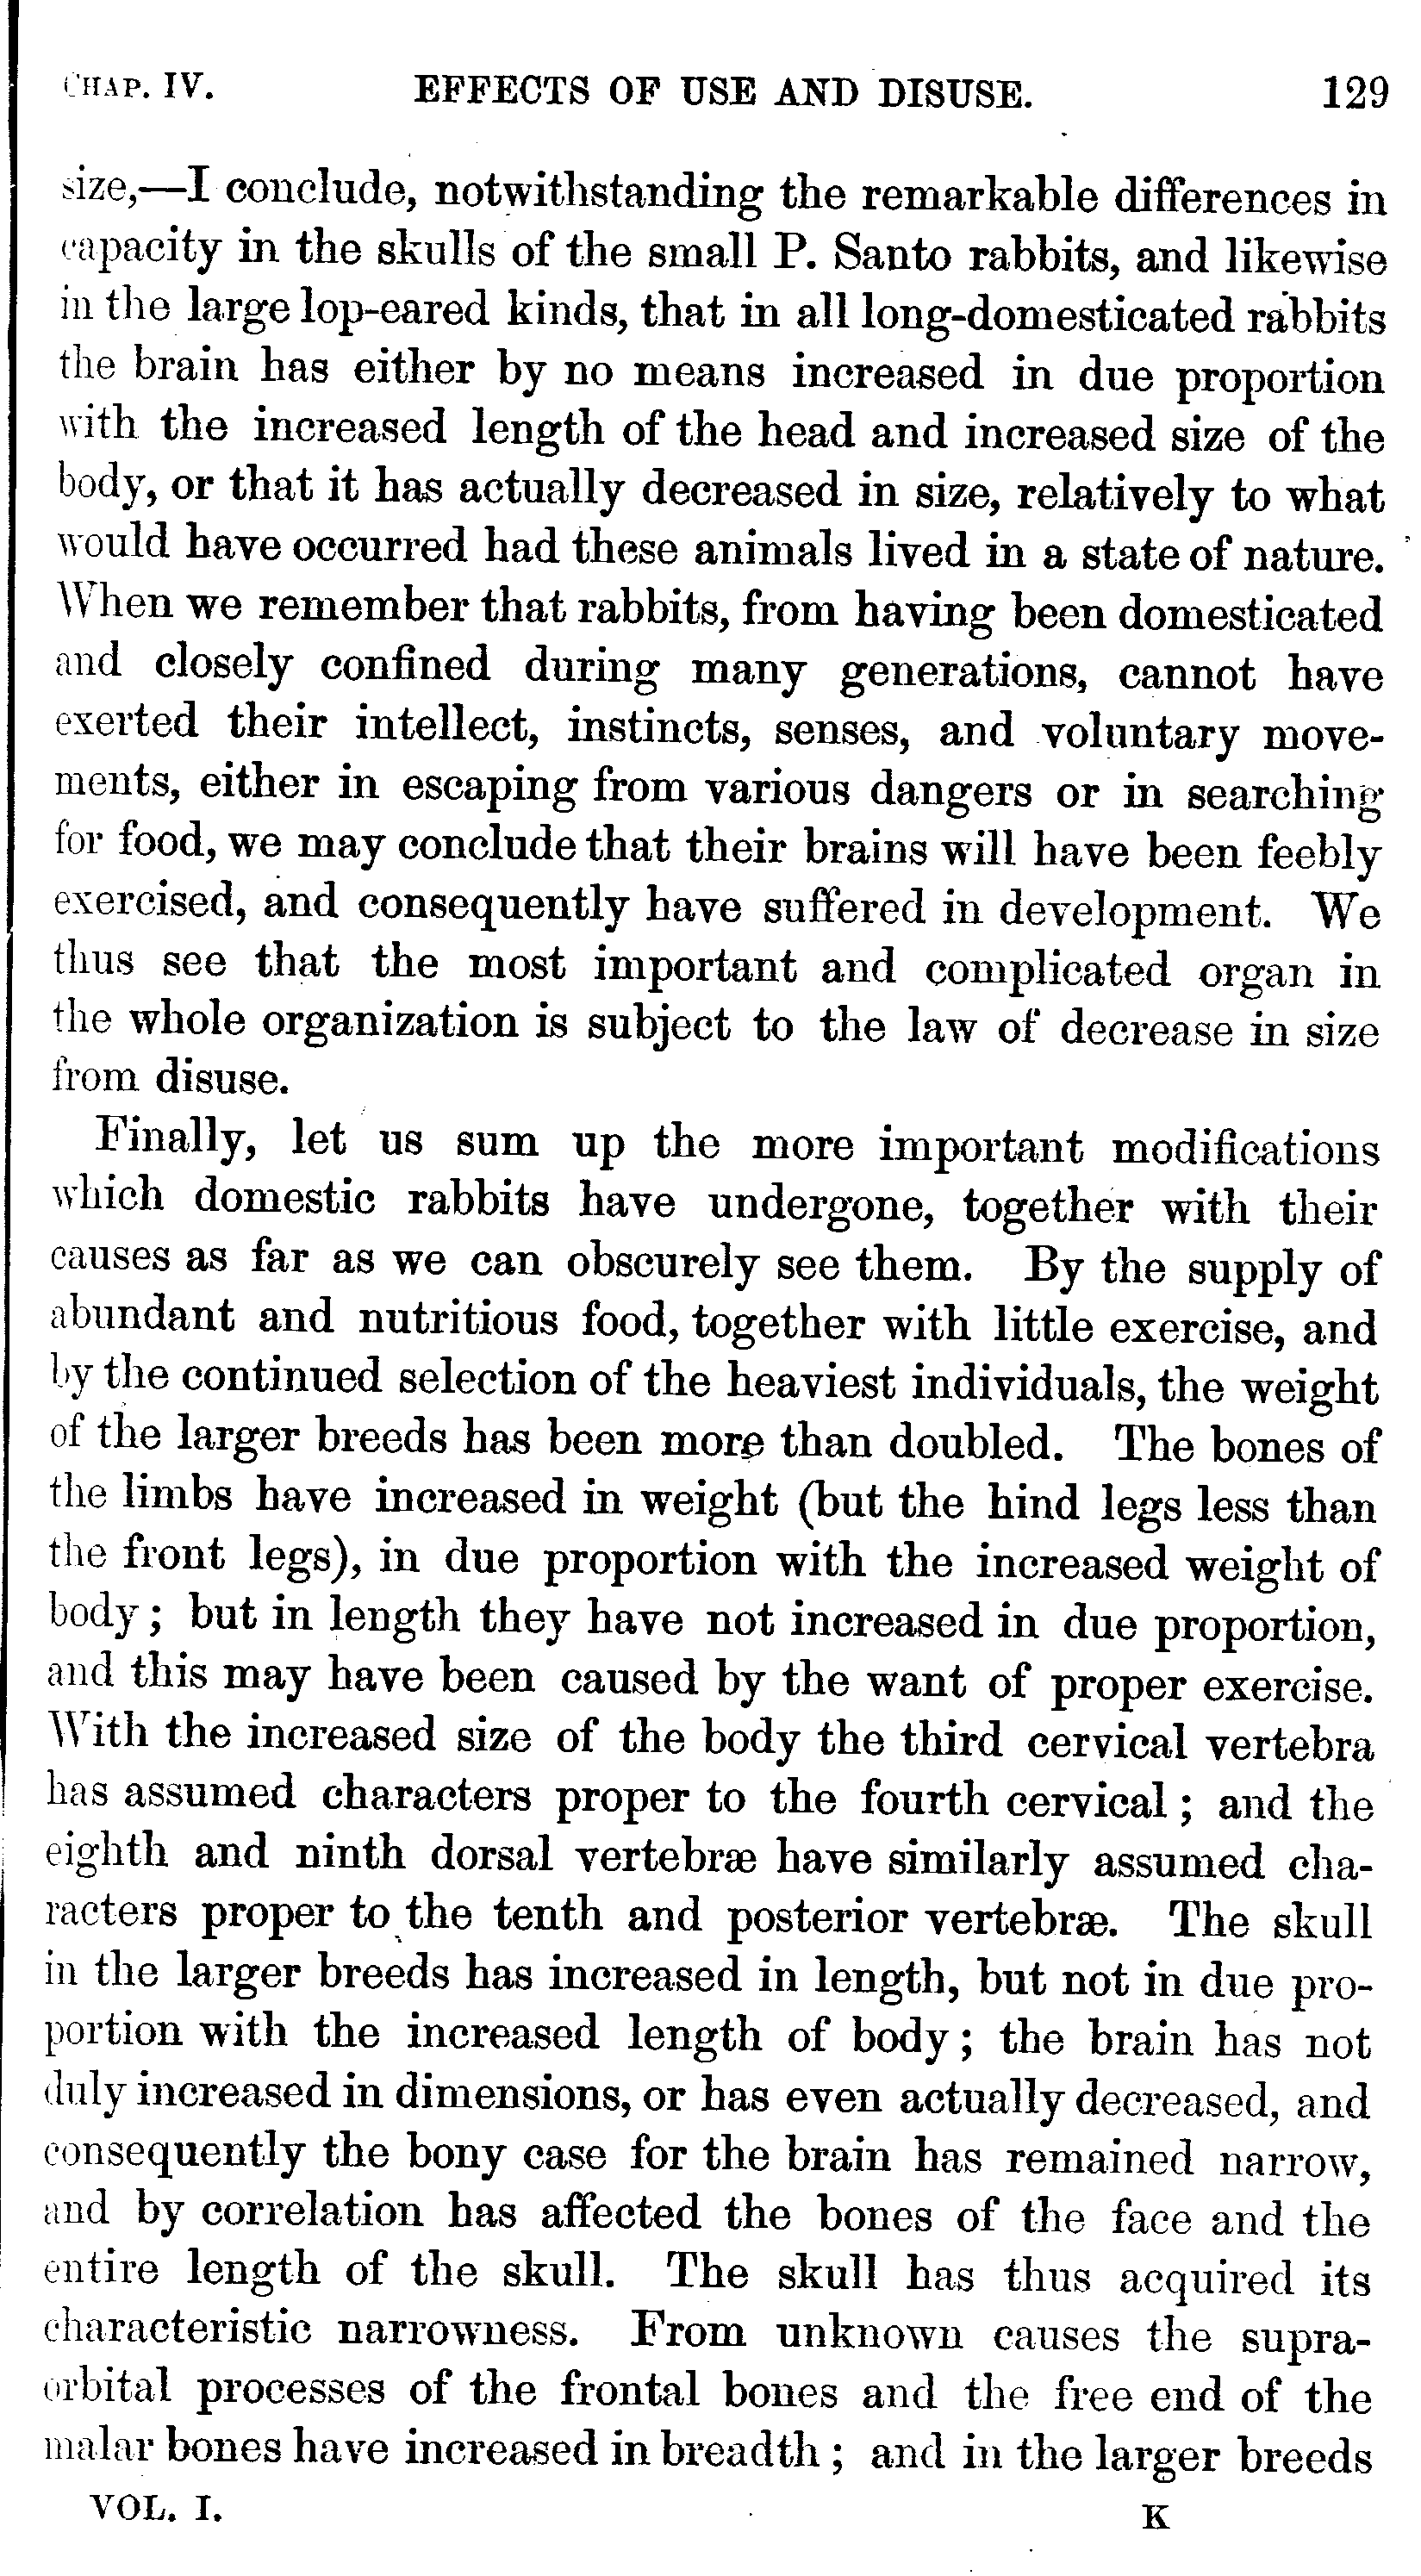 CHAP. IV. EFFECTS OF USE AND DISUSE. 129
size,—I conclude, notwithstanding the remarkable differences in
capacity in the skulls of the small P. Santo rabbits, and likewise
in the large lop-eared kinds, that in all long-domesticated rabbits
the brain has either by no means increased in due proportion
with the increased length of the head and increased size of the
body, or that it has actually decreased in size, relatively to what
would have occurred had these animals lived in a state of nature.
When we remember that rabbits, from having been domesticated
and closely confined during many generations, cannot have
exerted their intellect, instincts, senses, and voluntary move-
ments, either in escaping from various dangers or in searching
for food, we may conclude that their brains will have been feebly
exercised, and consequently have suffered in development. We
thus see that the most important and complicated organ in
the whole organization is subject to the law of decrease in size
from disuse.
Finally, let us sum up the more important modifications
which domestic rabbits have undergone, together with their
causes as far as we can obscurely see them. By the supply of
abundant and nutritious food, together with little exercise, and
by the continued selection of the heaviest individuals, the weight
of the larger breeds has been more than doubled. The bones of
the limbs have increased in weight (but the hind legs less than
the front legs), in due proportion with the increased weight of
body; but in length they have not increased in due proportion,
and this may have been caused by the want of proper exercise.
With the increased size of the body the third cervical vertebra
has assumed characters proper to the fourth cervical; and the
eighth and ninth dorsal vertebræ have similarly assumed cha-
racters proper to the tenth and posterior vertebræ. The skull
in the larger breeds has increased in length, but not in due pro-
portion with the increased length of body; the brain has not
duly increased in dimensions, or has even actually decreased, and
consequently the bony case for the brain has remained narrow,
and by correlation has affected the bones of the face and the
entire length of the skull. The skull has thus acquired its
characteristic narrowness. From unknown causes the supra-
orbital processes of the frontal bones and the free end of the
malar bones have increased in breadth; and in the larger breeds
VOL. I. K